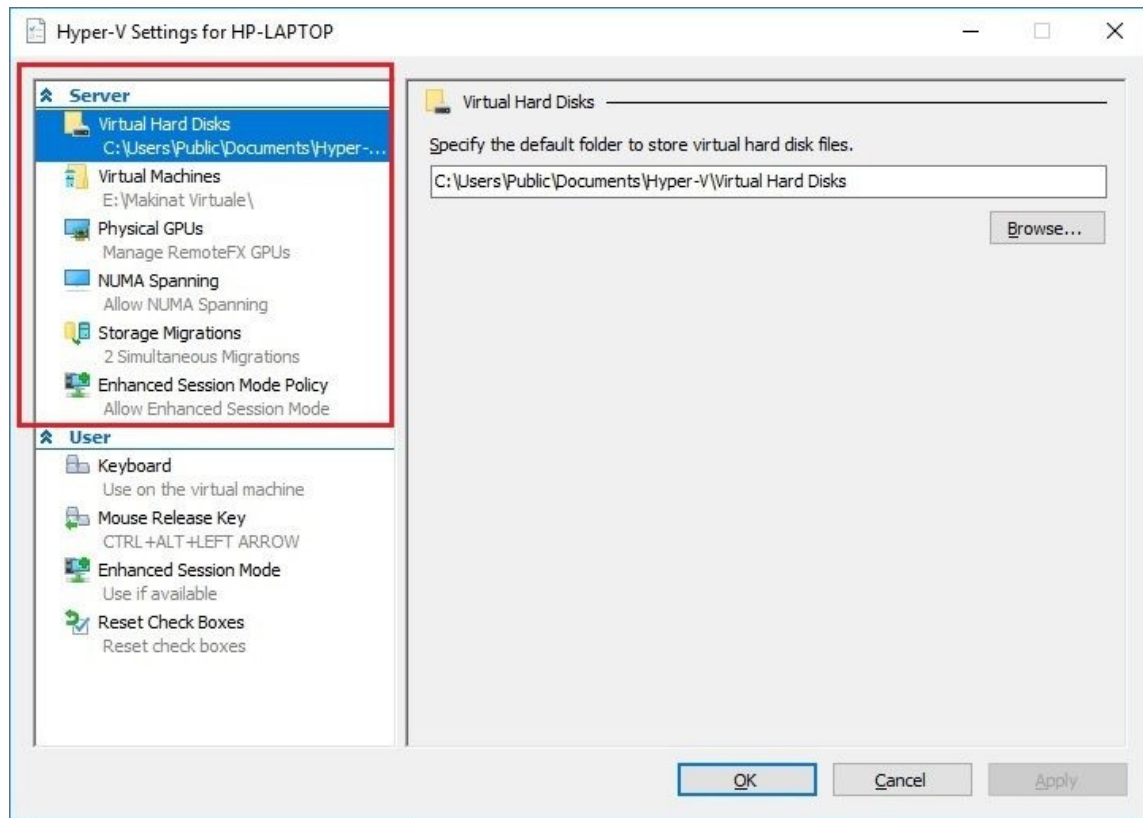 Hyper-V Settings for HP-LAPTOP
Server
Virtual Hard Disks
C:\Users\Public\Documents\Hyper-...
Virtual Machines
E:\Makinat Virtuale\
Physical GPUs
Manage RemoteFX GPUs
NUMA Spanning
Allow NUMA Spanning
Storage Migrations
2 Simultaneous Migrations
Enhanced Session Mode Policy
Allow Enhanced Session Mode
User
Keyboard
Use on the virtual machine
Mouse Release Key
CTRL+ALT+LEFT ARROW
Enhanced Session Mode
Use if available
Reset Check Boxes
Reset check boxes
Virtual Hard Disks
Specify the default folder to store virtual hard disk files.
C:\Users\Public\Documents\Hyper-V\Virtual Hard Disks
Browse...
OK
Cancel
Apply